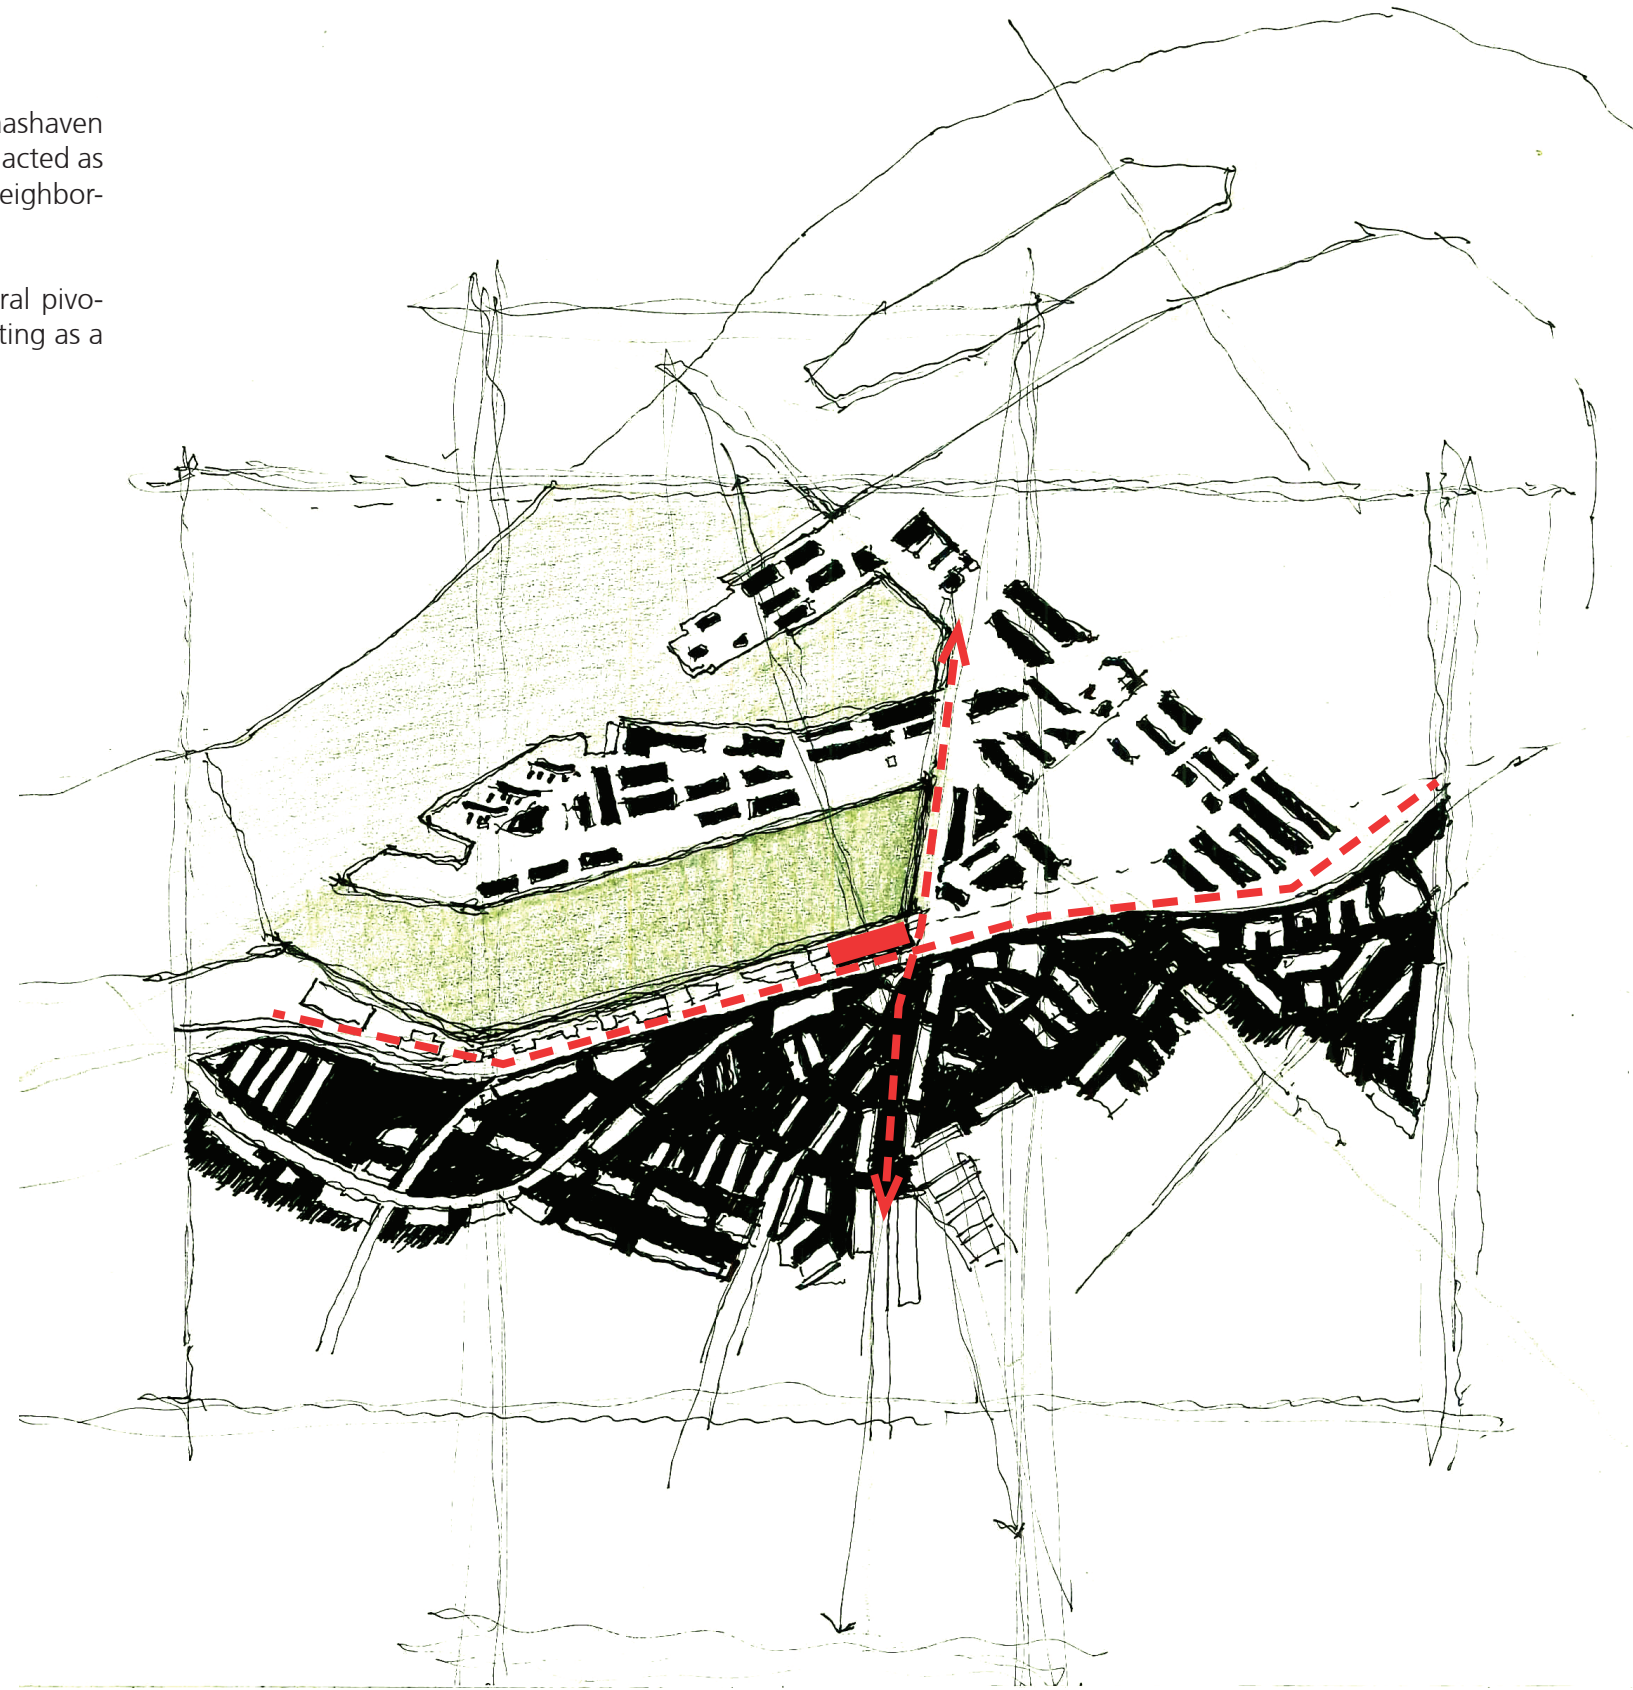 ashaven
acted as
eighbor-
ral pivo-
ting as a